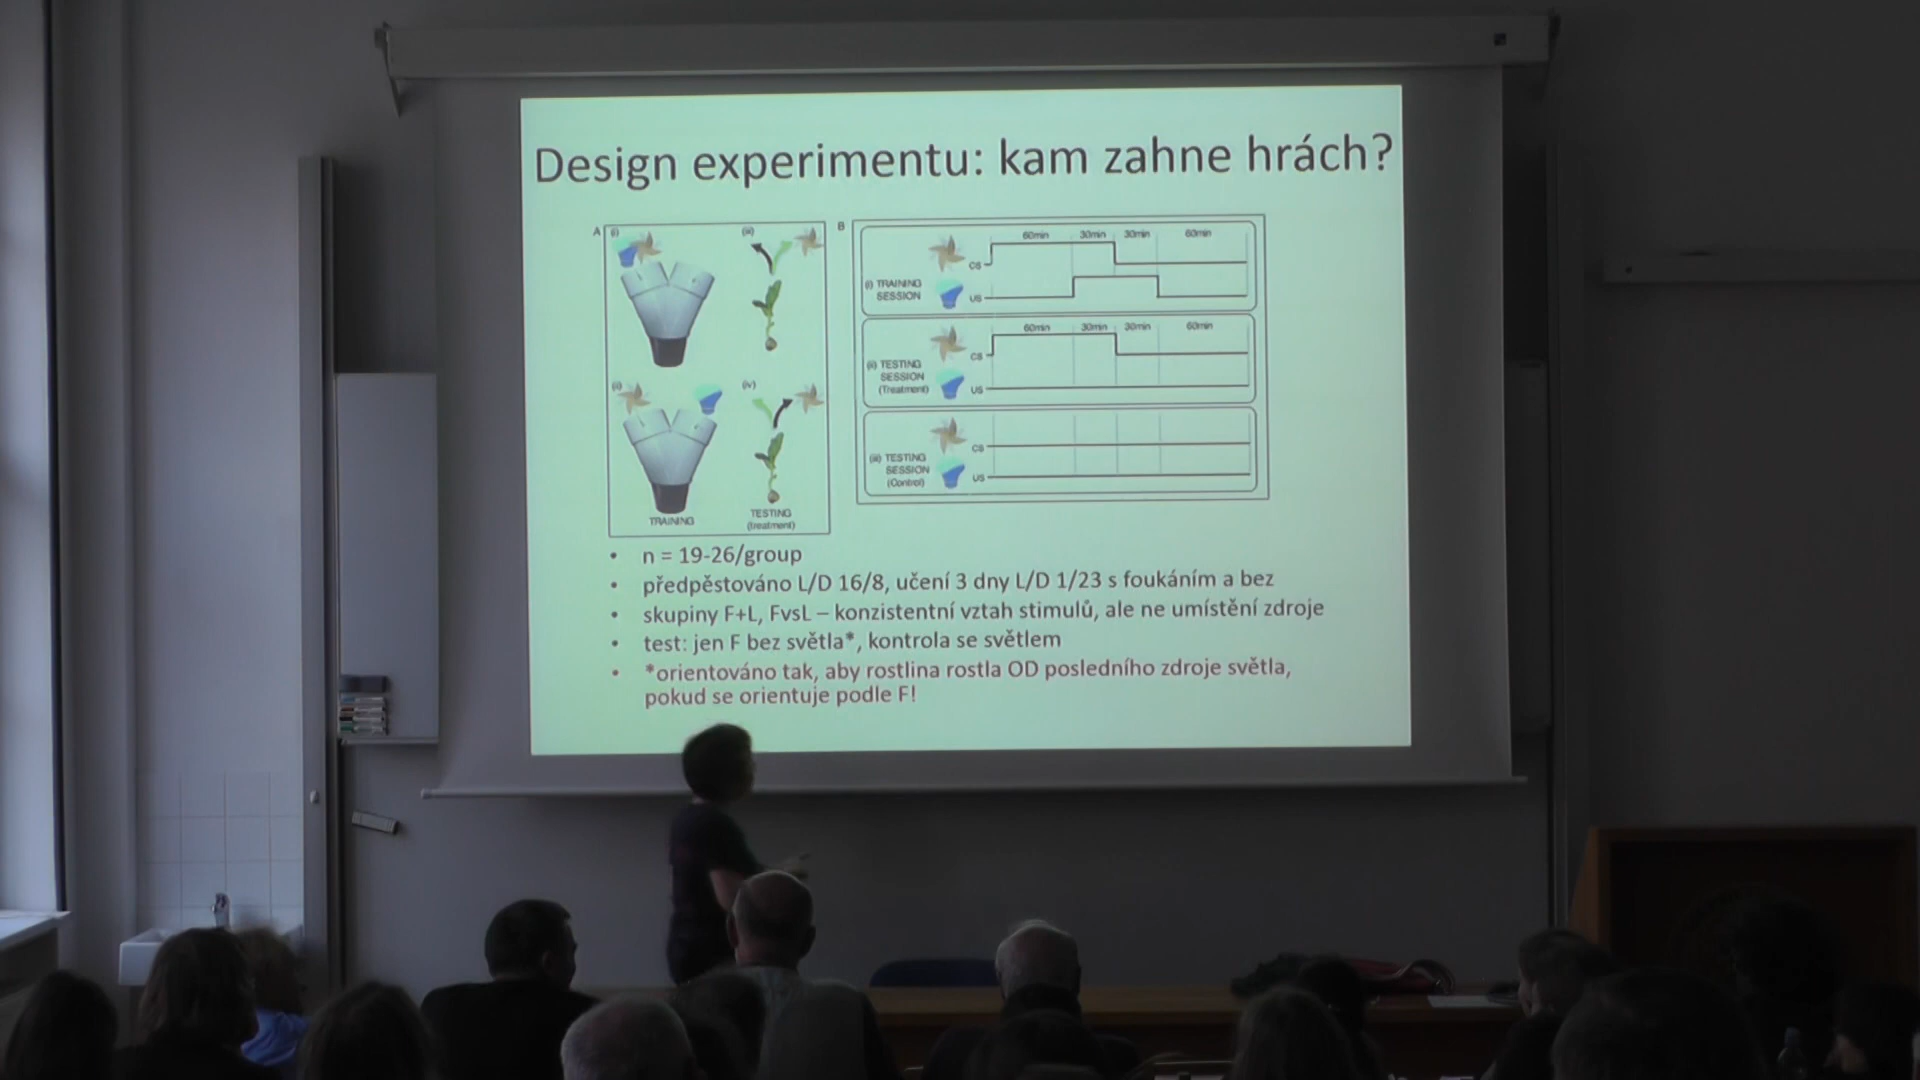 Design experimentu: kam zahne hrách?
A
(i)
(iii)
(ii)
(iv)
TRAINING
TESTING
(treatment)
B
60min 30min 30min 60min
CS
(i) TRAINING
SESSION
US
60min 30min 30min 60min
CS
(ii) TESTING
SESSION
(Treatment)
US
CS
(iii) TESTING
SESSION
(Control)
US
• n = 19-26/group
• předpěstováno L/D 16/8, učení 3 dny L/D 1/23 s foukáním a bez
• skupiny F+L, FvsL – konzistentní vztah stimulů, ale ne umístění zdroje
• test: jen F bez světla*, kontrola se světlem
• *orientováno tak, aby rostlina rostla OD posledního zdroje světla,
pokud se orientuje podle F!